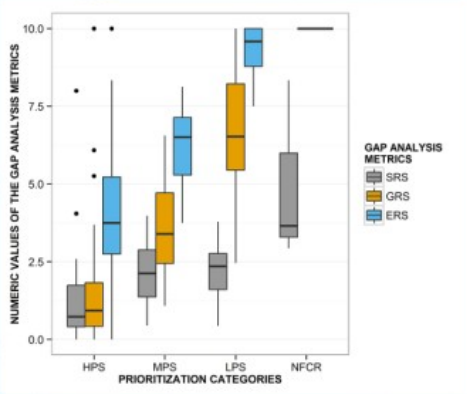 NUMERIC VALUES OF THE GAP ANALYSIS METRICS
10.0
7.5
5.0
2.5
0.0
HPS MPS LPS NFCR
PRIORITIZATION CATEGORIES
GAP ANALYSIS
METRICS
SRS
GRS
ERS